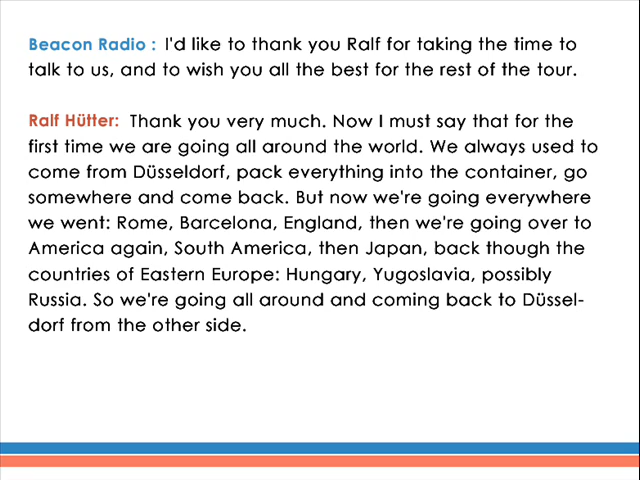 Beacon Radio : I'd like to thank you Ralf for taking the time to
talk to us, and to wish you all the best for the rest of the tour.
Ralf Hütter: Thank you very much. Now I must say that for the
first time we are going all around the world. We always used to
come from Düsseldorf, pack everything into the container, go
somewhere and come back. But now we're going everywhere
we went: Rome, Barcelona, England, then we're going over to
America again, South America, then Japan, back though the
countries of Eastern Europe: Hungary, Yugoslavia, possibly
Russia. So we're going all around and coming back to Düssel-
dorf from the other side.